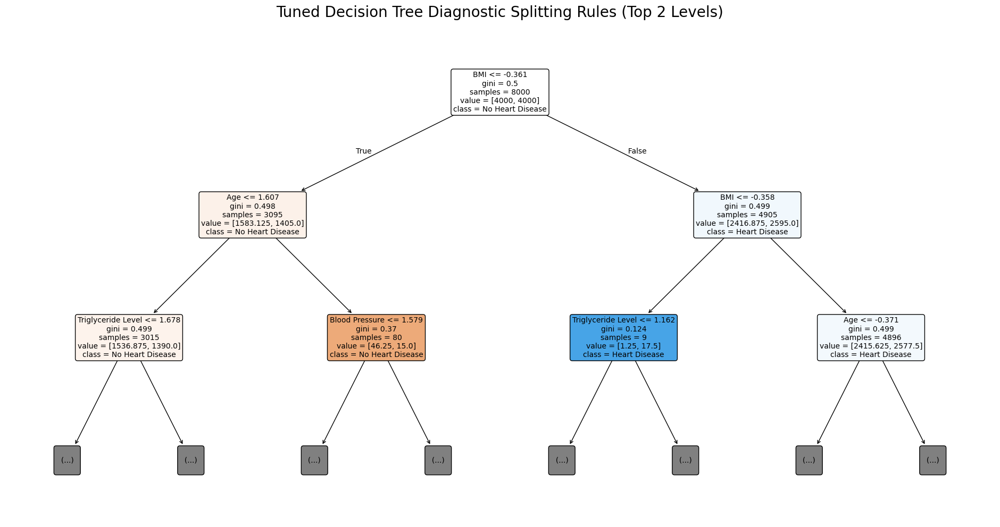 Tuned Decision Tree Diagnostic Splitting Rules (Top 2 Levels)
BMI <= -0.361
gini = 0.5
samples = 8000
value = [4000, 4000]
class = No Heart Disease
True
False
Age <= 1.607
gini = 0.498
samples = 3095
value = [1583.125, 1405.0]
class = No Heart Disease
BMI <= -0.358
gini = 0.499
samples = 4905
value = [2416.875, 2595.0]
class = Heart Disease
Triglyceride Level <= 1.678
gini = 0.499
samples = 3015
value = [1536.875, 1390.0]
class = No Heart Disease
Blood Pressure <= 1.579
gini = 0.37
samples = 80
value = [46.25, 15.0]
class = No Heart Disease
Triglyceride Level <= 1.162
gini = 0.124
samples = 9
value = [1.25, 17.5]
class = Heart Disease
Age <= -0.371
gini = 0.499
samples = 4896
value = [2415.625, 2577.5]
class = Heart Disease
(...)
(...)
(...)
(...)
(...)
(...)
(...)
(...)